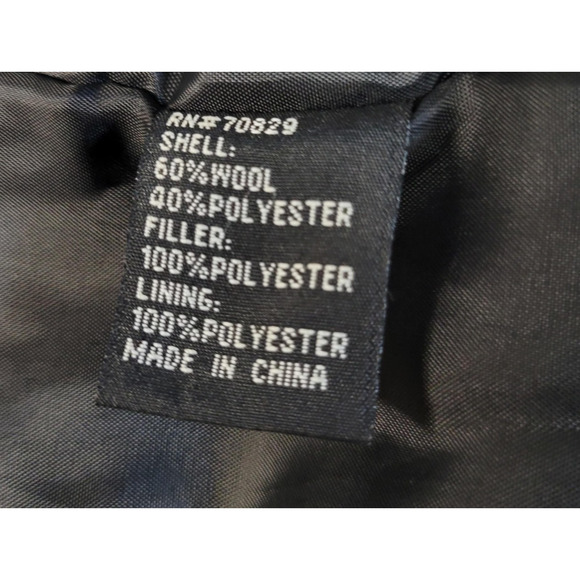 RN#70829
SHELL:
60%WOOL
40%POLYESTER
FILLER:
100%POLYESTER
LINING:
100%POLYESTER
MADE IN CHINA